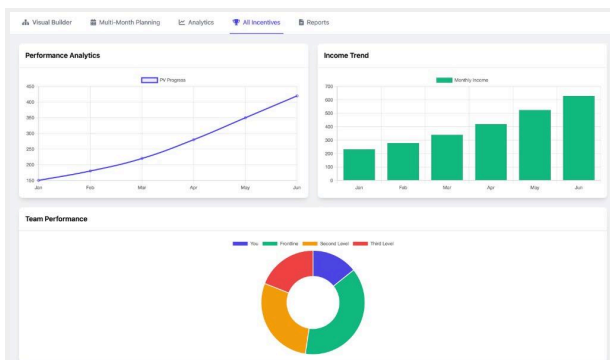 Visual Builder Multi-Month Planning Analytics All Incentives Reports
Performance Analytics
PV Progress
450
400
350
300
250
200
150
Jan Feb Mar Apr May Jun
Income Trend
Monthly Income
700
600
500
400
300
200
100
0
Jan Feb Mar Apr May Jun
Team Performance
You Frontline Second Level Third Level